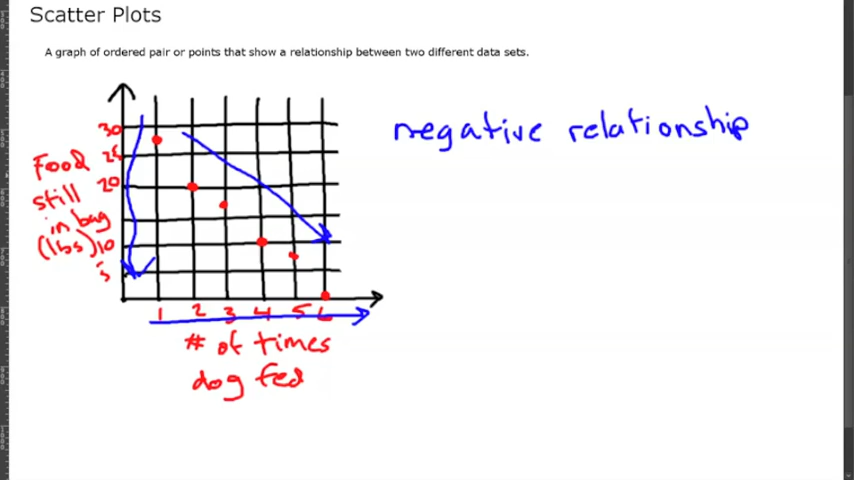 Scatter Plots
A graph of ordered pair or points that show a relationship between two different data sets.
negative relationship
30
25
20
10
5
Food
still
in bag
(lbs)
1 2 3 4 5 6
# of times
dog fed